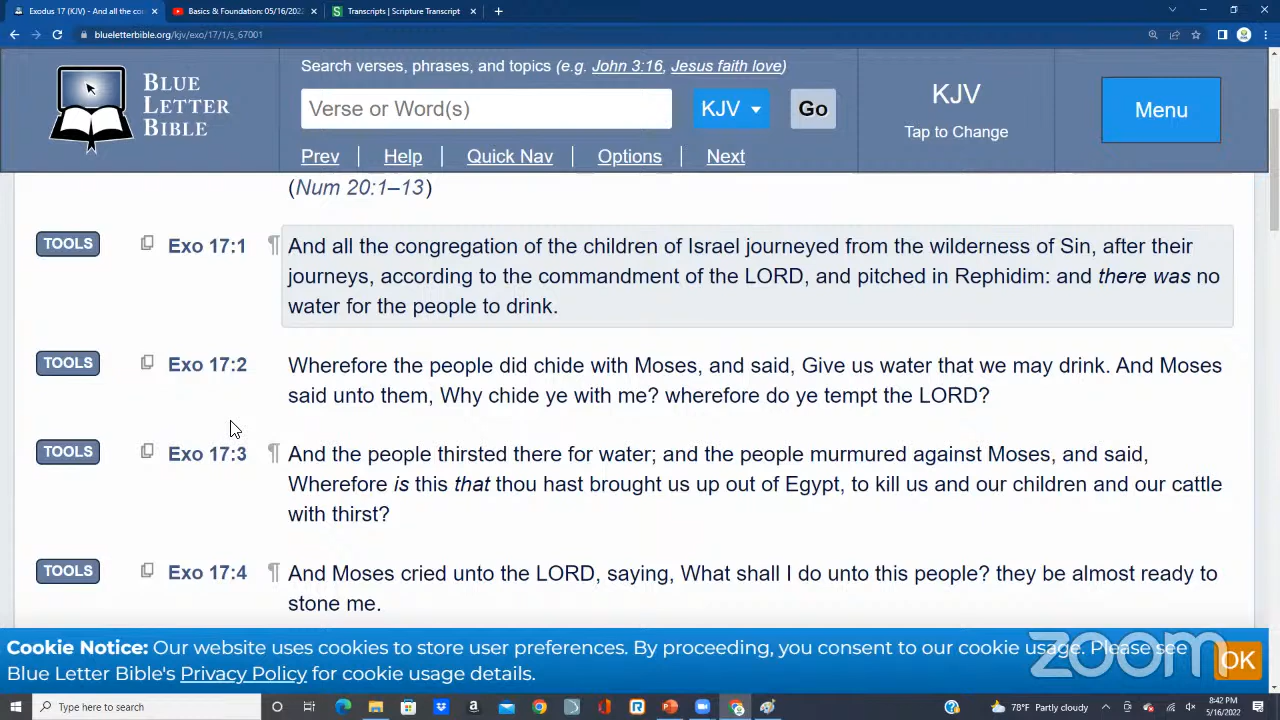 Exodus 17 (KJV) - And all the con
Basics & Foundation: 05/16/202
Transcripts | Scripture Transcript
blueletterbible.org/kjv/exo/17/1/s_67001
BLUE
LETTER
BIBLE
Search verses, phrases, and topics (e.g. John 3:16, Jesus faith love)
Verse or Word(s)
KJV
Go
Prev | Help | Quick Nav | Options | Next
KJV
Tap to Change
Menu
(Num 20:1–13)
TOOLS Exo 17:1 ¶ And all the congregation of the children of Israel journeyed from the wilderness of Sin, after their
journeys, according to the commandment of the LORD, and pitched in Rephidim: and there was no
water for the people to drink.
TOOLS Exo 17:2 Wherefore the people did chide with Moses, and said, Give us water that we may drink. And Moses
said unto them, Why chide ye with me? wherefore do ye tempt the LORD?
TOOLS Exo 17:3 ¶ And the people thirsted there for water; and the people murmured against Moses, and said,
Wherefore is this that thou hast brought us up out of Egypt, to kill us and our children and our cattle
with thirst?
TOOLS Exo 17:4 ¶ And Moses cried unto the LORD, saying, What shall I do unto this people? they be almost ready to
stone me.
Cookie Notice: Our website uses cookies to store user preferences. By proceeding, you consent to our cookie usage. Please see
Blue Letter Bible's Privacy Policy for cookie usage details.
OK
zoom
Type here to search
78°F Partly cloudy
8:42 PM
5/16/2022